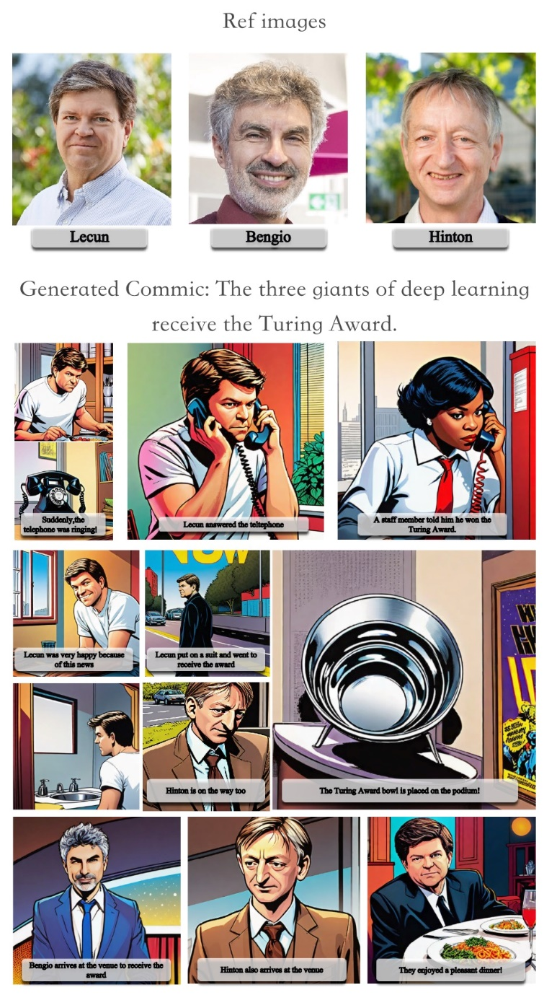 Ref images
Lecun
Bengio
Hinton
Generated Commic: The three giants of deep learning
receive the Turing Award.
Suddenly,the
telephone was ringing!
Lecun answered the teltephone
A staff member told him he won the
Turing Award.
Lecun was very happy because
of this news
NOW
Lecun put on a suit and went to
receive the award
Hinton is on the way too
The Turing Award bowl is placed on the podium!
Bengio arrives at the venue to receive the
award
Hinton also arrives at the venue
They enjoyed a pleasant dinner!